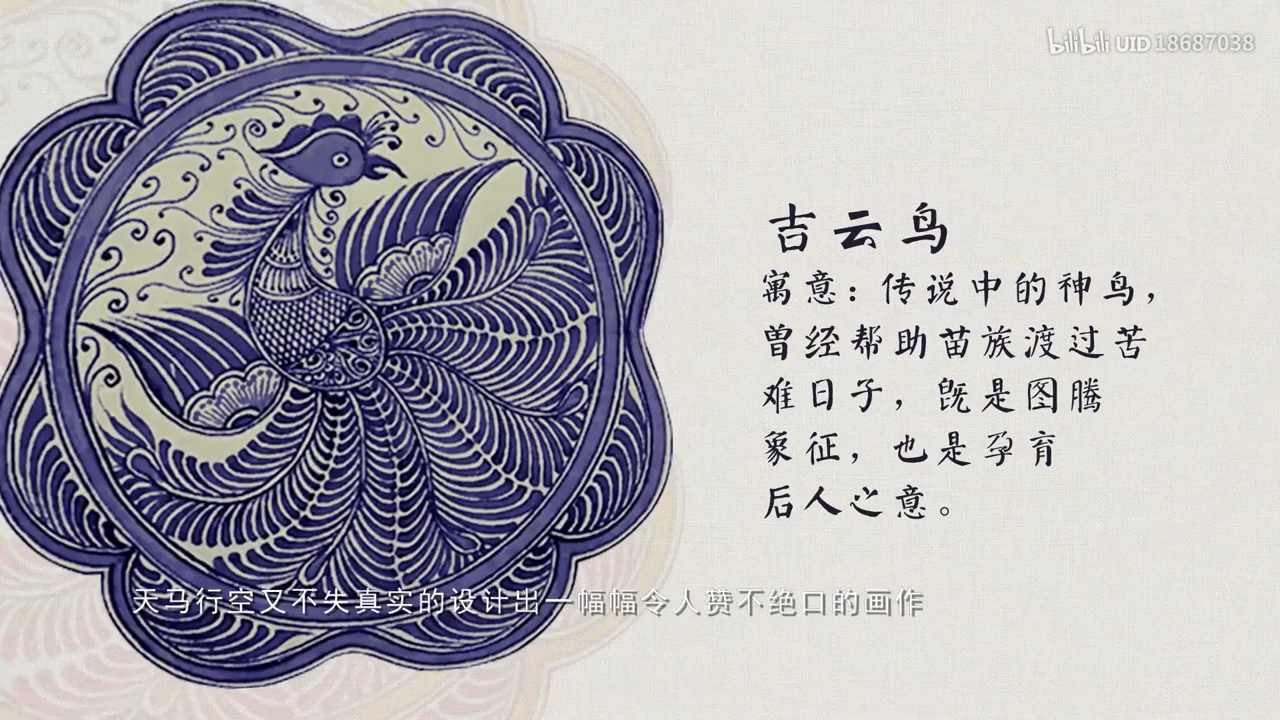 bilibili UID 18687038
吉云鸟
寓意：传说中的神鸟，
曾经帮助苗族渡过苦
难日子，既是图腾
象征，也是孕育
后人之意。
天马行空又不失真实的设计出一幅幅令人赞不绝口的画作